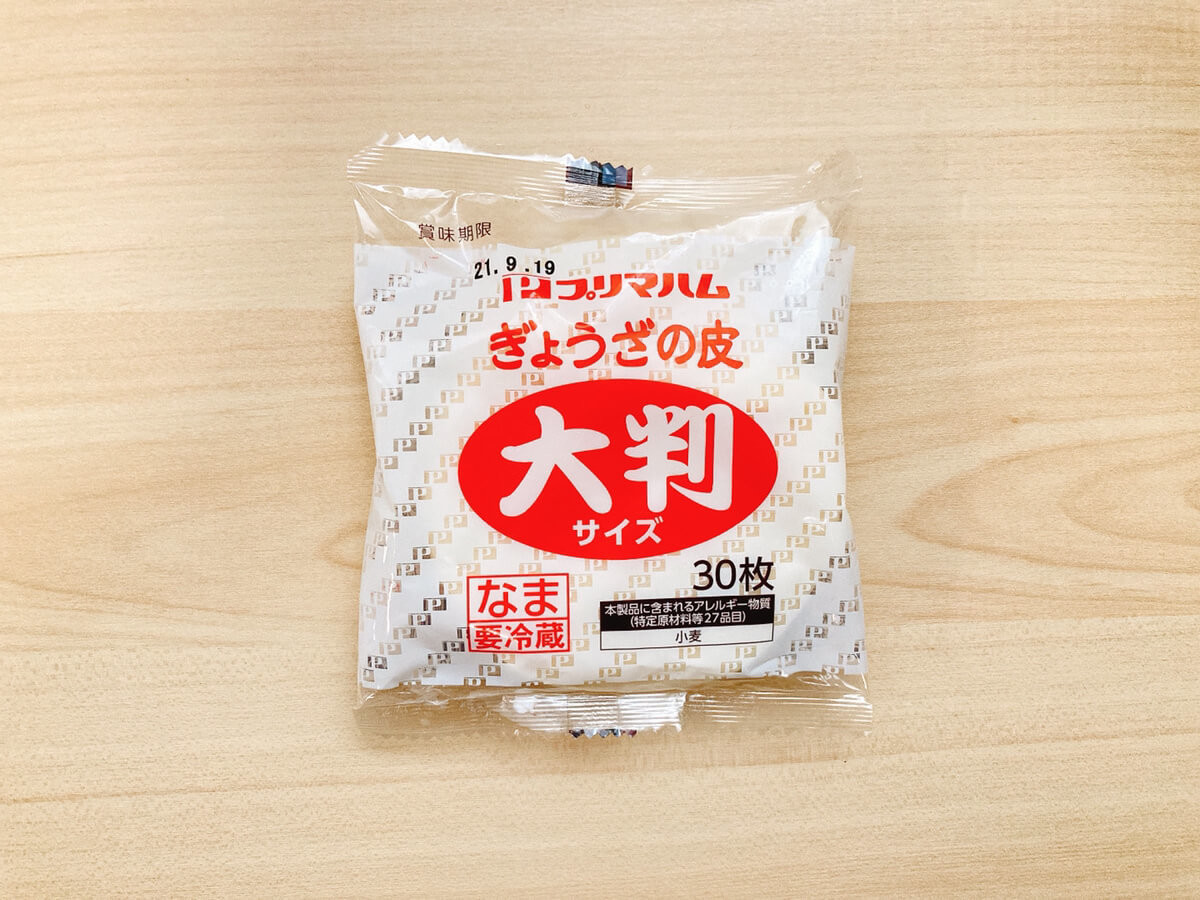 賞味期限
21.9.19
プリマハム
ぎょうざの皮
大判
サイズ
30枚
なま
要冷蔵
本製品に含まれるアレルギー物質
(特定原材料等27品目)
小麦